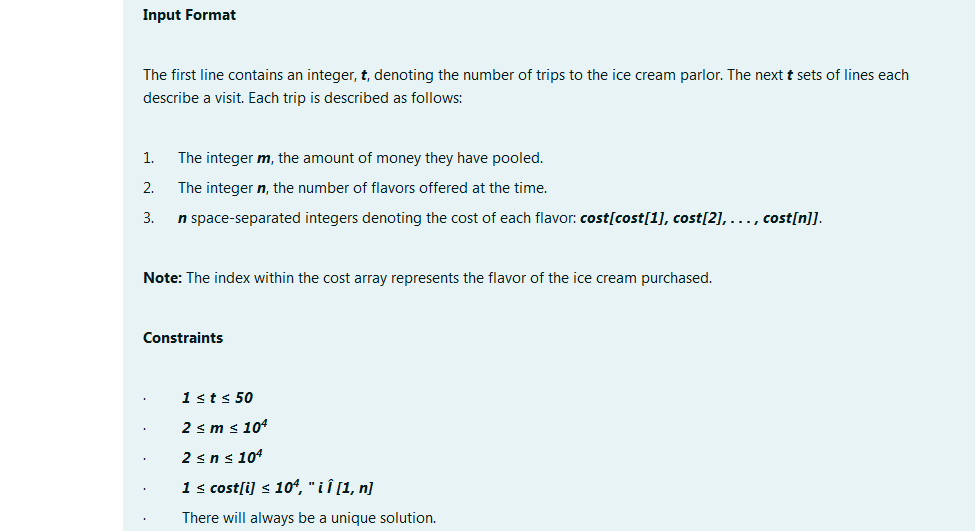 Input Format
The first line contains an integer, t, denoting the number of trips to the ice cream parlor. The next t sets of lines each
describe a visit. Each trip is described as follows:
1. The integer m, the amount of money they have pooled.
2. The integer n, the number of flavors offered at the time.
3. n space-separated integers denoting the cost of each flavor: cost[cost[1], cost[2], . . . , cost[n]].
Note: The index within the cost array represents the flavor of the ice cream purchased.
Constraints
· 1 ≤ t ≤ 50
· 2 ≤ m ≤ 10⁴
· 2 ≤ n ≤ 10⁴
· 1 ≤ cost[i] ≤ 10⁴, " i Î [1, n]
· There will always be a unique solution.